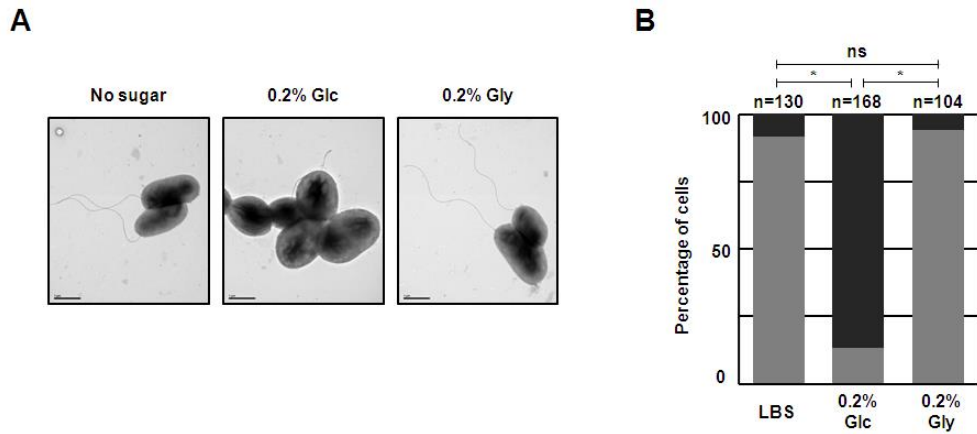 A
B
No sugar
0.2% Glc
0.2% Gly
ns
*
*
n=130
n=168
n=104
Percentage of cells
100
50
0
LBS
0.2%
Glc
0.2%
Gly